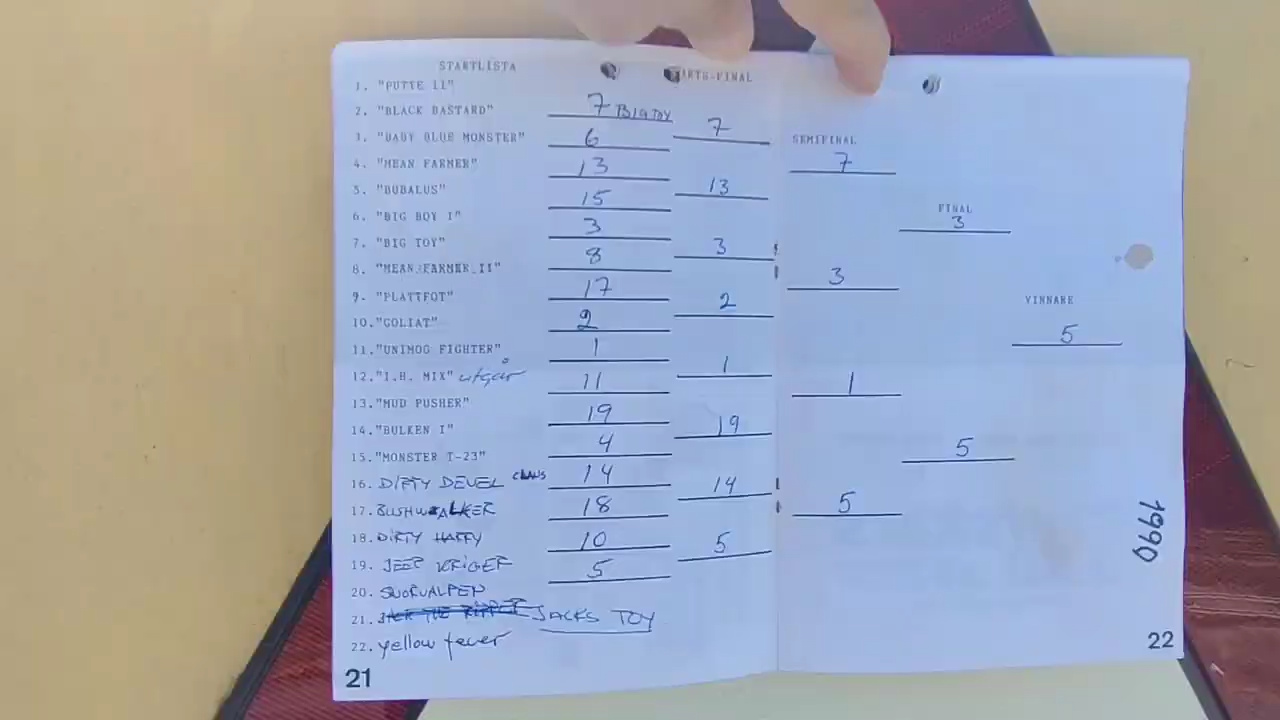 STARTLISTA
1. "PUTTE II"
2. "BLACK BASTARD"
3. "BABY BLUE MONSTER"
4. "MEAN FARMER"
5. "BUBALUS"
6. "BIG BOY I"
7. "BIG TOY"
8. "MEAN FARMER II"
9. "PLATTFOT"
10. "GOLIAT"
11. "UNIMOG FIGHTER"
12. "I.H. MIX" utgår
13. "MUD PUSHER"
14. "BULKEN I"
15. "MONSTER T-23"
16. DIRTY DEVEL CLAUS
17. BUSHWALKER
18. DIRTY HARRY
19. JEEP KRIGER
20.
21. JACKS TOY
22. yellow fever
21
7 BIG TOY
6
13
15
3
8
17
2
1
11
19
4
14
18
10
5
ARTS-FINAL
7
13
3
2
1
19
14
5
SEMIFINAL
7
3
1
5
FINAL
3
5
VINNARE
5
1990
22